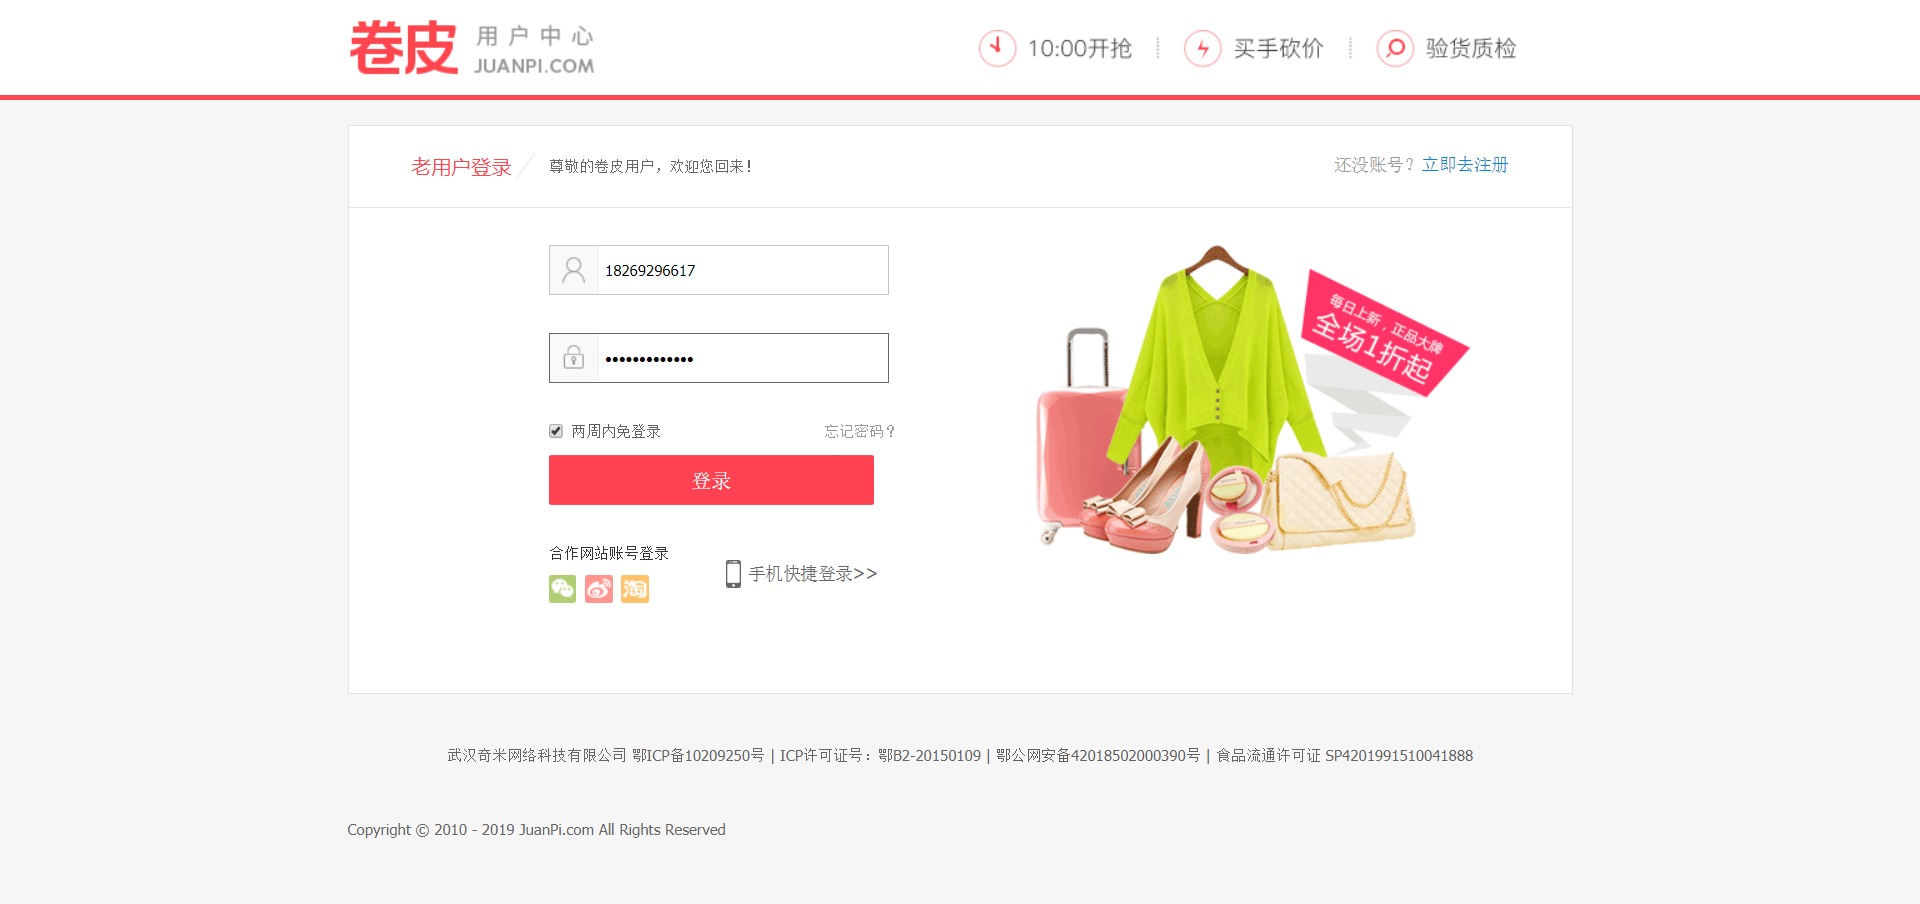 卷皮 用户中心
JUANPI.COM
10:00开抢
买手砍价
验货质检
老用户登录
尊敬的卷皮用户，欢迎您回来！
还没账号？立即去注册
18269296617
•••••••••••••
两周内免登录
忘记密码？
登录
合作网站账号登录
淘
手机快捷登录>>
每日上新，正品大牌
全场1折起
武汉奇米网络科技有限公司 鄂ICP备10209250号 | ICP许可证号：鄂B2-20150109 | 鄂公网安备42018502000390号 | 食品流通许可证 SP4201991510041888
Copyright © 2010 - 2019 JuanPi.com All Rights Reserved